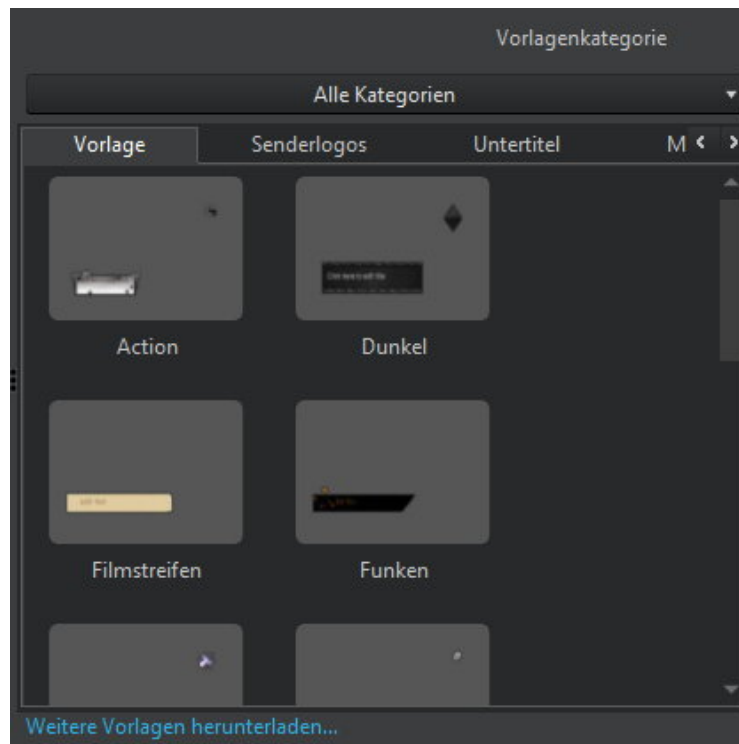 Vorlagenkategorie
Alle Kategorien
Vorlage Senderlogos Untertitel M
Action Dunkel
Filmstreifen Funken
Weitere Vorlagen herunterladen...